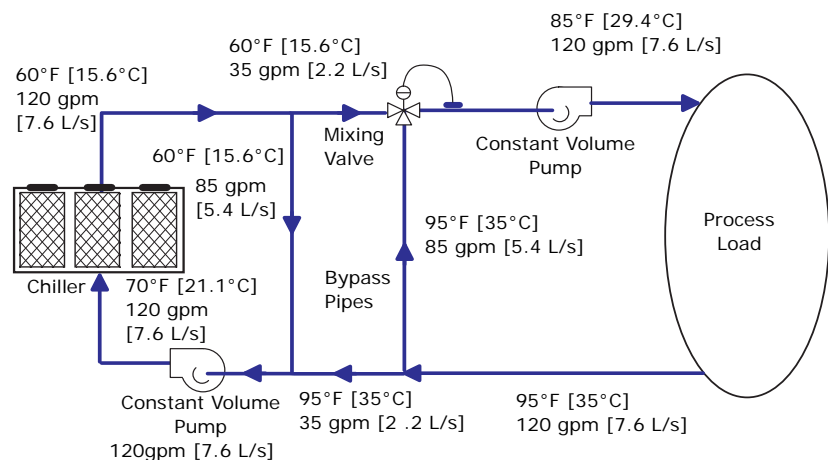 85°F [29.4°C]
120 gpm [7.6 L/s]
60°F [15.6°C]
35 gpm [2.2 L/s]
60°F [15.6°C]
120 gpm
[7.6 L/s]
Mixing
Valve
Constant Volume
Pump
60°F [15.6°C]
85 gpm
[5.4 L/s]
Process
Load
95°F [35°C]
85 gpm [5.4 L/s]
Chiller
70°F [21.1°C]
120 gpm
[7.6 L/s]
Bypass
Pipes
Constant Volume
Pump
120gpm [7.6 L/s]
95°F [35°C]
35 gpm [2 .2 L/s]
95°F [35°C]
120 gpm [7.6 L/s]